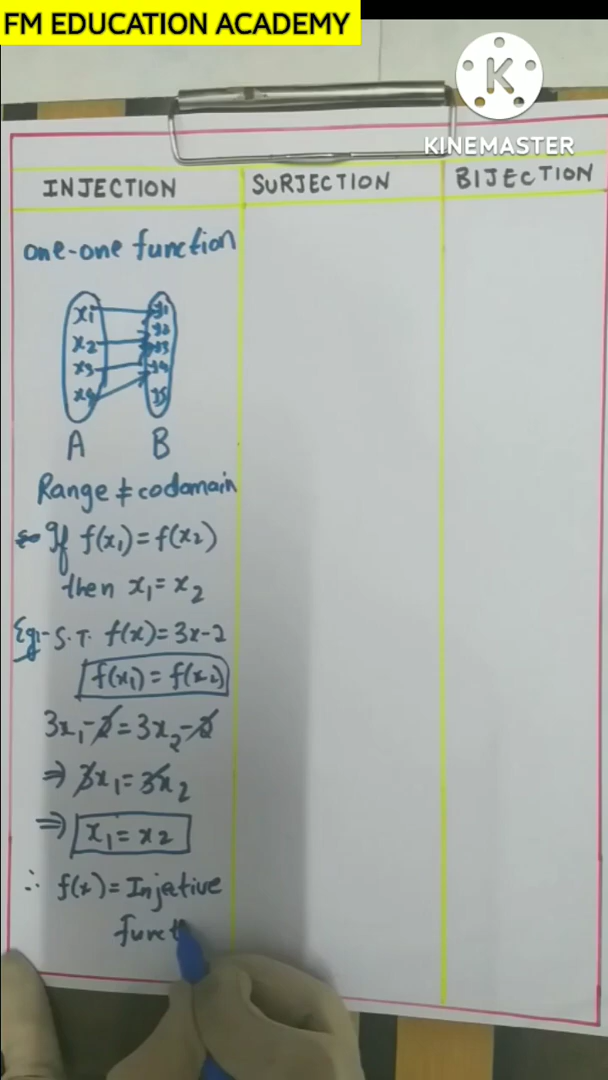 FM EDUCATION ACADEMY
KINEMASTER
INJECTION
SURJECTION
BIJECTION
one-one function
x1 y1
x2 y2
y3
x3 y4
x4 y5
A B
Range ≠ codomain
If f(x₁) = f(x₂)
then x₁ = x₂
Eg:- S.T. f(x) = 3x-2
f(x₁) = f(x₂)
3x₁-2 = 3x₂-2
⇒ 3x₁ = 3x₂
⇒ x₁ = x₂
∴ f(x) = Injective
funct